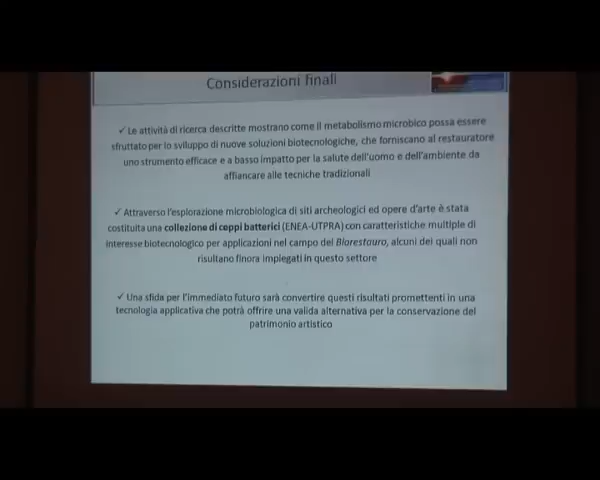 Considerazioni finali
✓ Le attività di ricerca descritte mostrano come il metabolismo microbico possa essere
sfruttato per lo sviluppo di nuove soluzioni biotecnologiche, che forniscano al restauratore
uno strumento efficace e a basso impatto per la salute dell'uomo e dell'ambiente da
affiancare alle tecniche tradizionali
✓ Attraverso l'esplorazione microbiologica di siti archeologici ed opere d'arte è stata
costituita una collezione di ceppi batterici (ENEA-UTPRA) con caratteristiche multiple di
interesse biotecnologico per applicazioni nel campo del Biorestauro, alcuni dei quali non
risultano finora impiegati in questo settore
✓ Una sfida per l'immediato futuro sarà convertire questi risultati promettenti in una
tecnologia applicativa che potrà offrire una valida alternativa per la conservazione del
patrimonio artistico